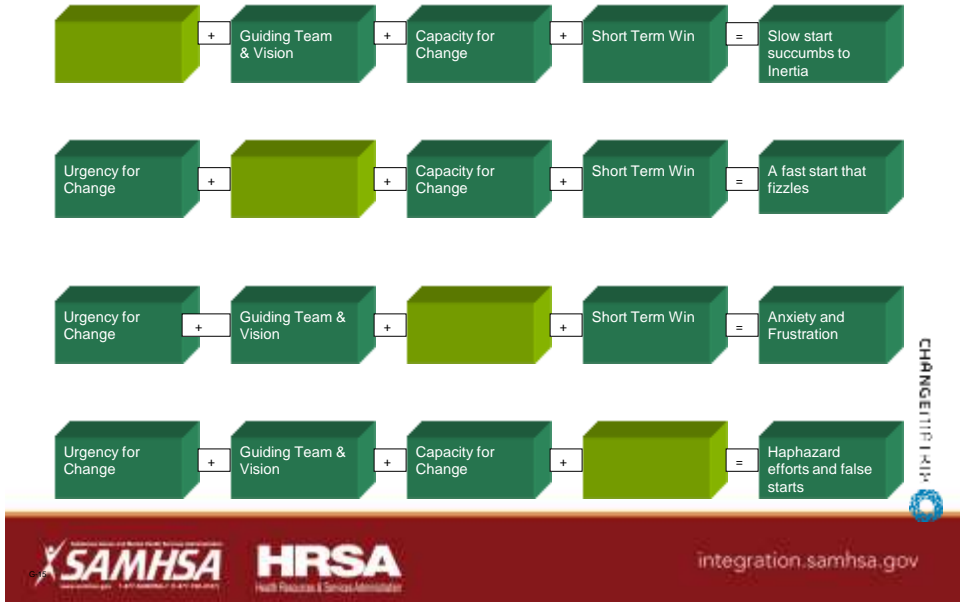 + Guiding Team
& Vision
+ Capacity for
Change
+ Short Term Win
= Slow start
succumbs to
Inertia
Urgency for
Change
+
+ Capacity for
Change
+ Short Term Win
= A fast start that
fizzles
Urgency for
Change
+ Guiding Team &
Vision
+
+ Short Term Win
= Anxiety and
Frustration
Urgency for
Change
+ Guiding Team &
Vision
+ Capacity for
Change
+
= Haphazard
efforts and false
starts
SAMHSA
HRSA
Health Resources & Services Administration
integration.samhsa.gov